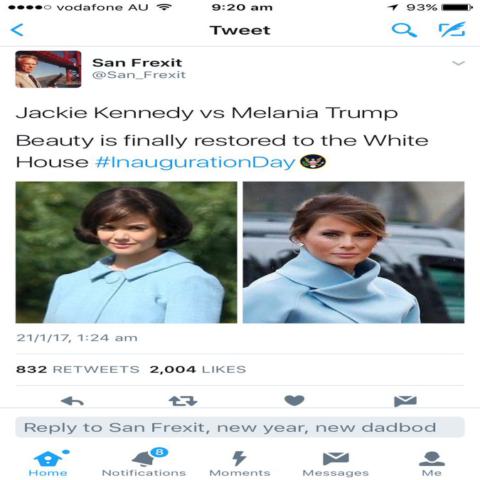 vodafone AU 9:20 am 93%
Tweet
San Frexit
@San_Frexit
Jackie Kennedy vs Melania Trump
Beauty is finally restored to the White
House #InaugurationDay
21/1/17, 1:24 am
832 RETWEETS 2,004 LIKES
Reply to San Frexit, new year, new dadbod
8
Home Notifications Moments Messages Me